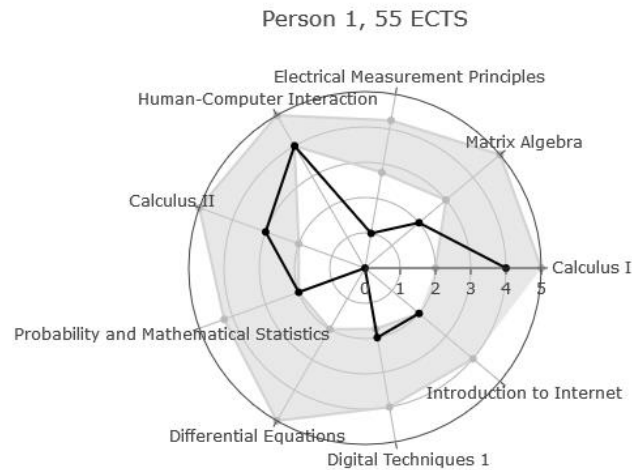 Person 1, 55 ECTS
Electrical Measurement Principles
Human-Computer Interaction
Matrix Algebra
Calculus II
Calculus I
0 1 2 3 4 5
Probability and Mathematical Statistics
Introduction to Internet
Differential Equations
Digital Techniques 1